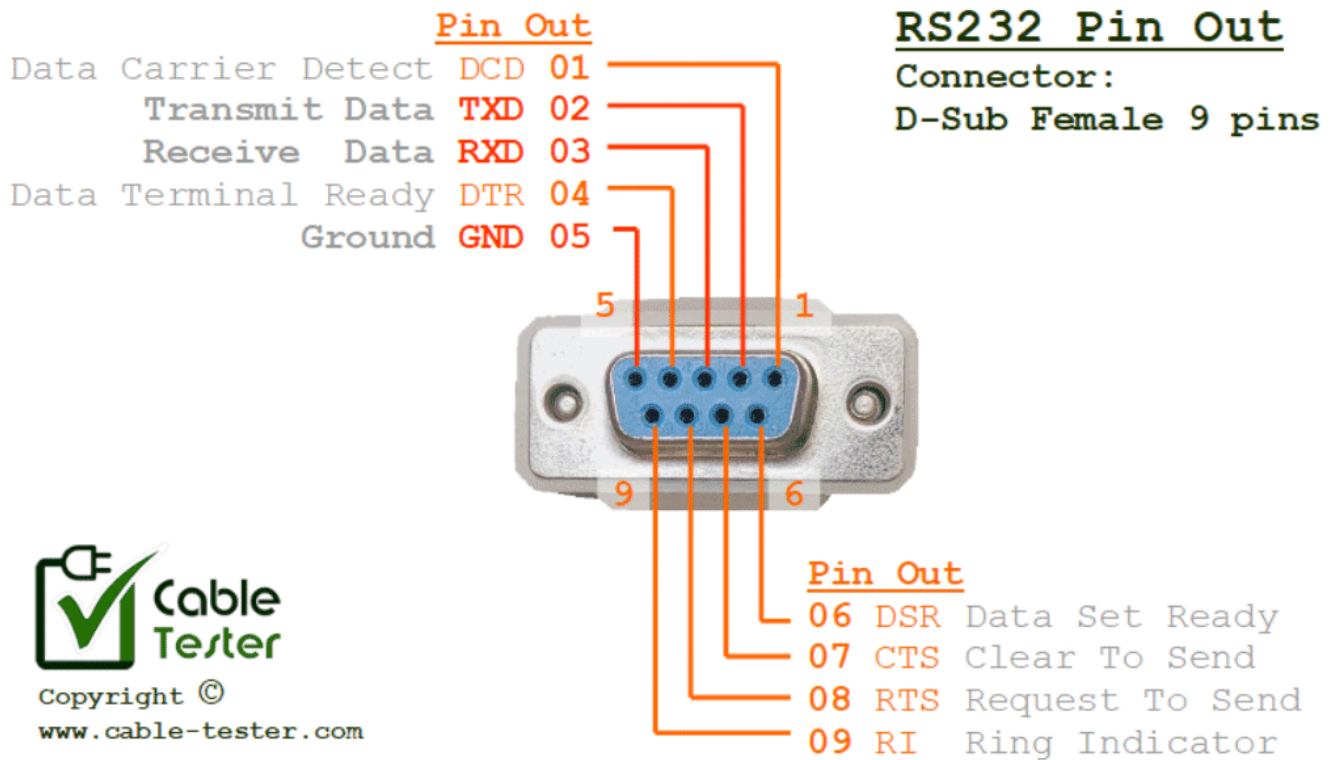 Pin Out
Data Carrier Detect DCD 01
Transmit Data TXD 02
Receive Data RXD 03
Data Terminal Ready DTR 04
Ground GND 05
RS232 Pin Out
Connector:
D-Sub Female 9 pins
5 1
9 6
Pin Out
06 DSR Data Set Ready
07 CTS Clear To Send
08 RTS Request To Send
09 RI Ring Indicator
Cable
Tester
Copyright ©
www.cable-tester.com